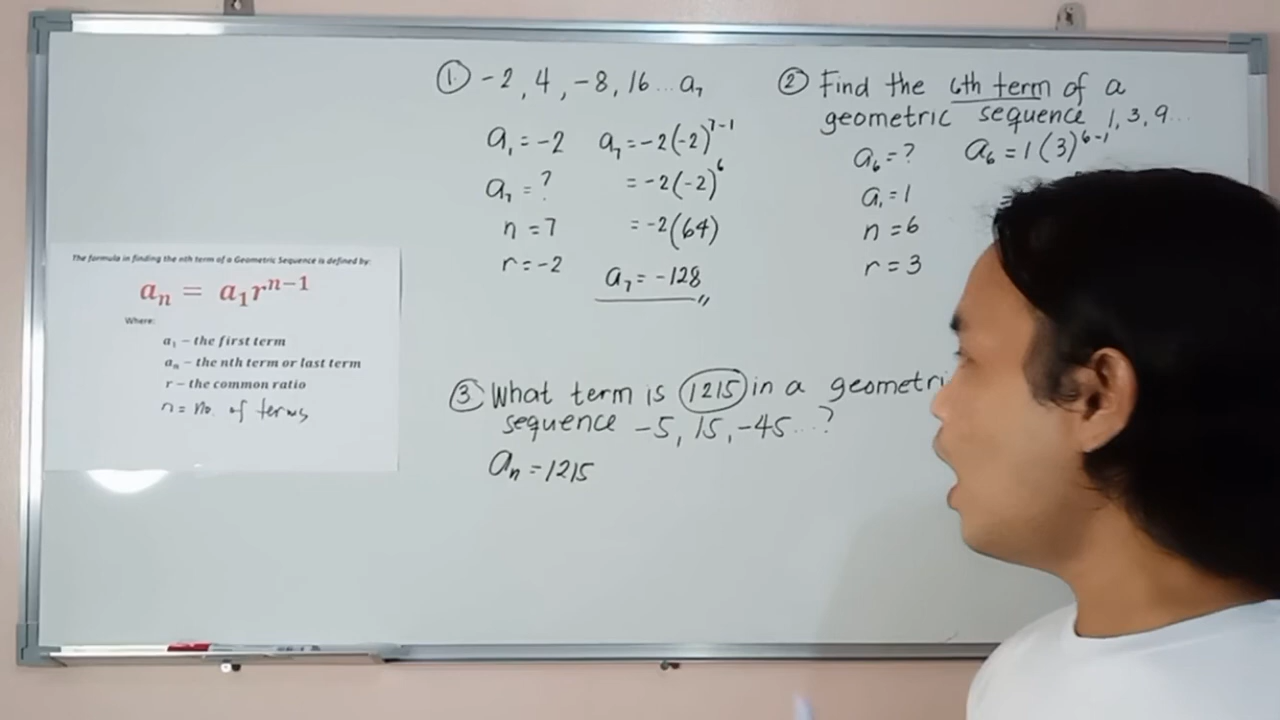 The formula in finding the nth term of a Geometric Sequence is defined by:
aₙ = a₁rⁿ⁻¹
Where:
a₁ – the first term
aₙ – the nth term or last term
r – the common ratio
n = No. of terms
① -2, 4, -8, 16 ... a₇
a₁ = -2
a₇ = ?
n = 7
r = -2
a₇ = -2(-2)⁷⁻¹
= -2(-2)⁶
= -2(64)
a₇ = -128
② Find the 6th term of a
geometric sequence 1, 3, 9...
a₆ = ?
a₁ = 1
n = 6
r = 3
a₆ = 1(3)⁶⁻¹
③ What term is 1215 in a geometri
sequence -5, 15, -45...?
aₙ = 1215